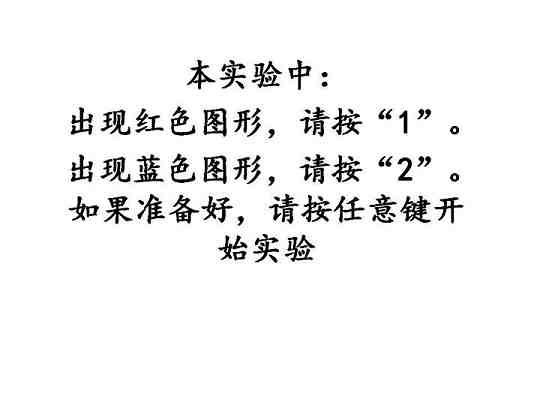 本实验中：
出现红色图形，请按“1”。
出现蓝色图形，请按“2”。
如果准备好，请按任意键开
始实验